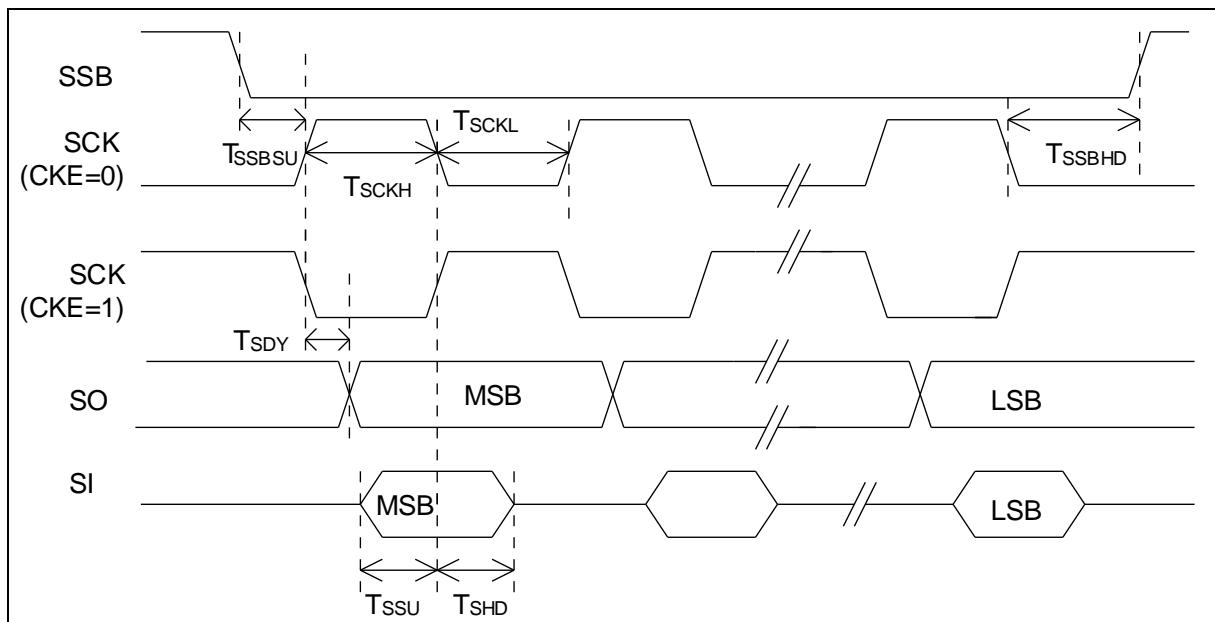 SSB
SCK
(CKE=0)
TSSBSU
TSCKH
TSCKL
TSSBHD
SCK
(CKE=1)
TSDY
SO
MSB
LSB
SI
MSB
LSB
TSSU
TSHD